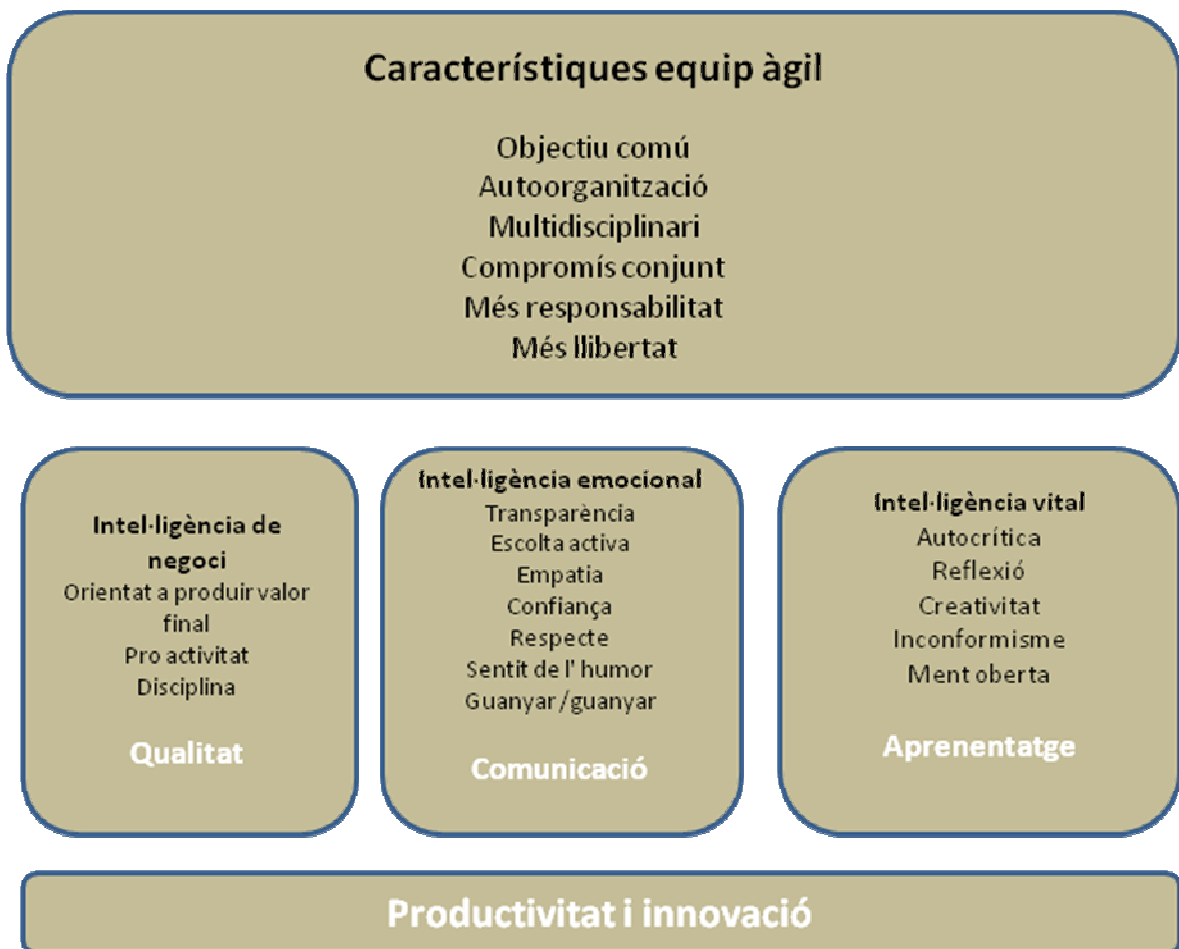 Característiques equip àgil
Objectiu comú
Autoorganització
Multidisciplinari
Compromís conjunt
Més responsabilitat
Més llibertat
Intel·ligència de
negoci
Orientat a produir valor
final
Pro activitat
Disciplina
Qualitat
Intel·ligència emocional
Transparència
Escolta activa
Empatia
Confiança
Respecte
Sentit de l' humor
Guanyar/guanyar
Comunicació
Intel·ligència vital
Autocrítica
Reflexió
Creativitat
Inconformisme
Ment oberta
Aprenentatge
Productivitat i innovació